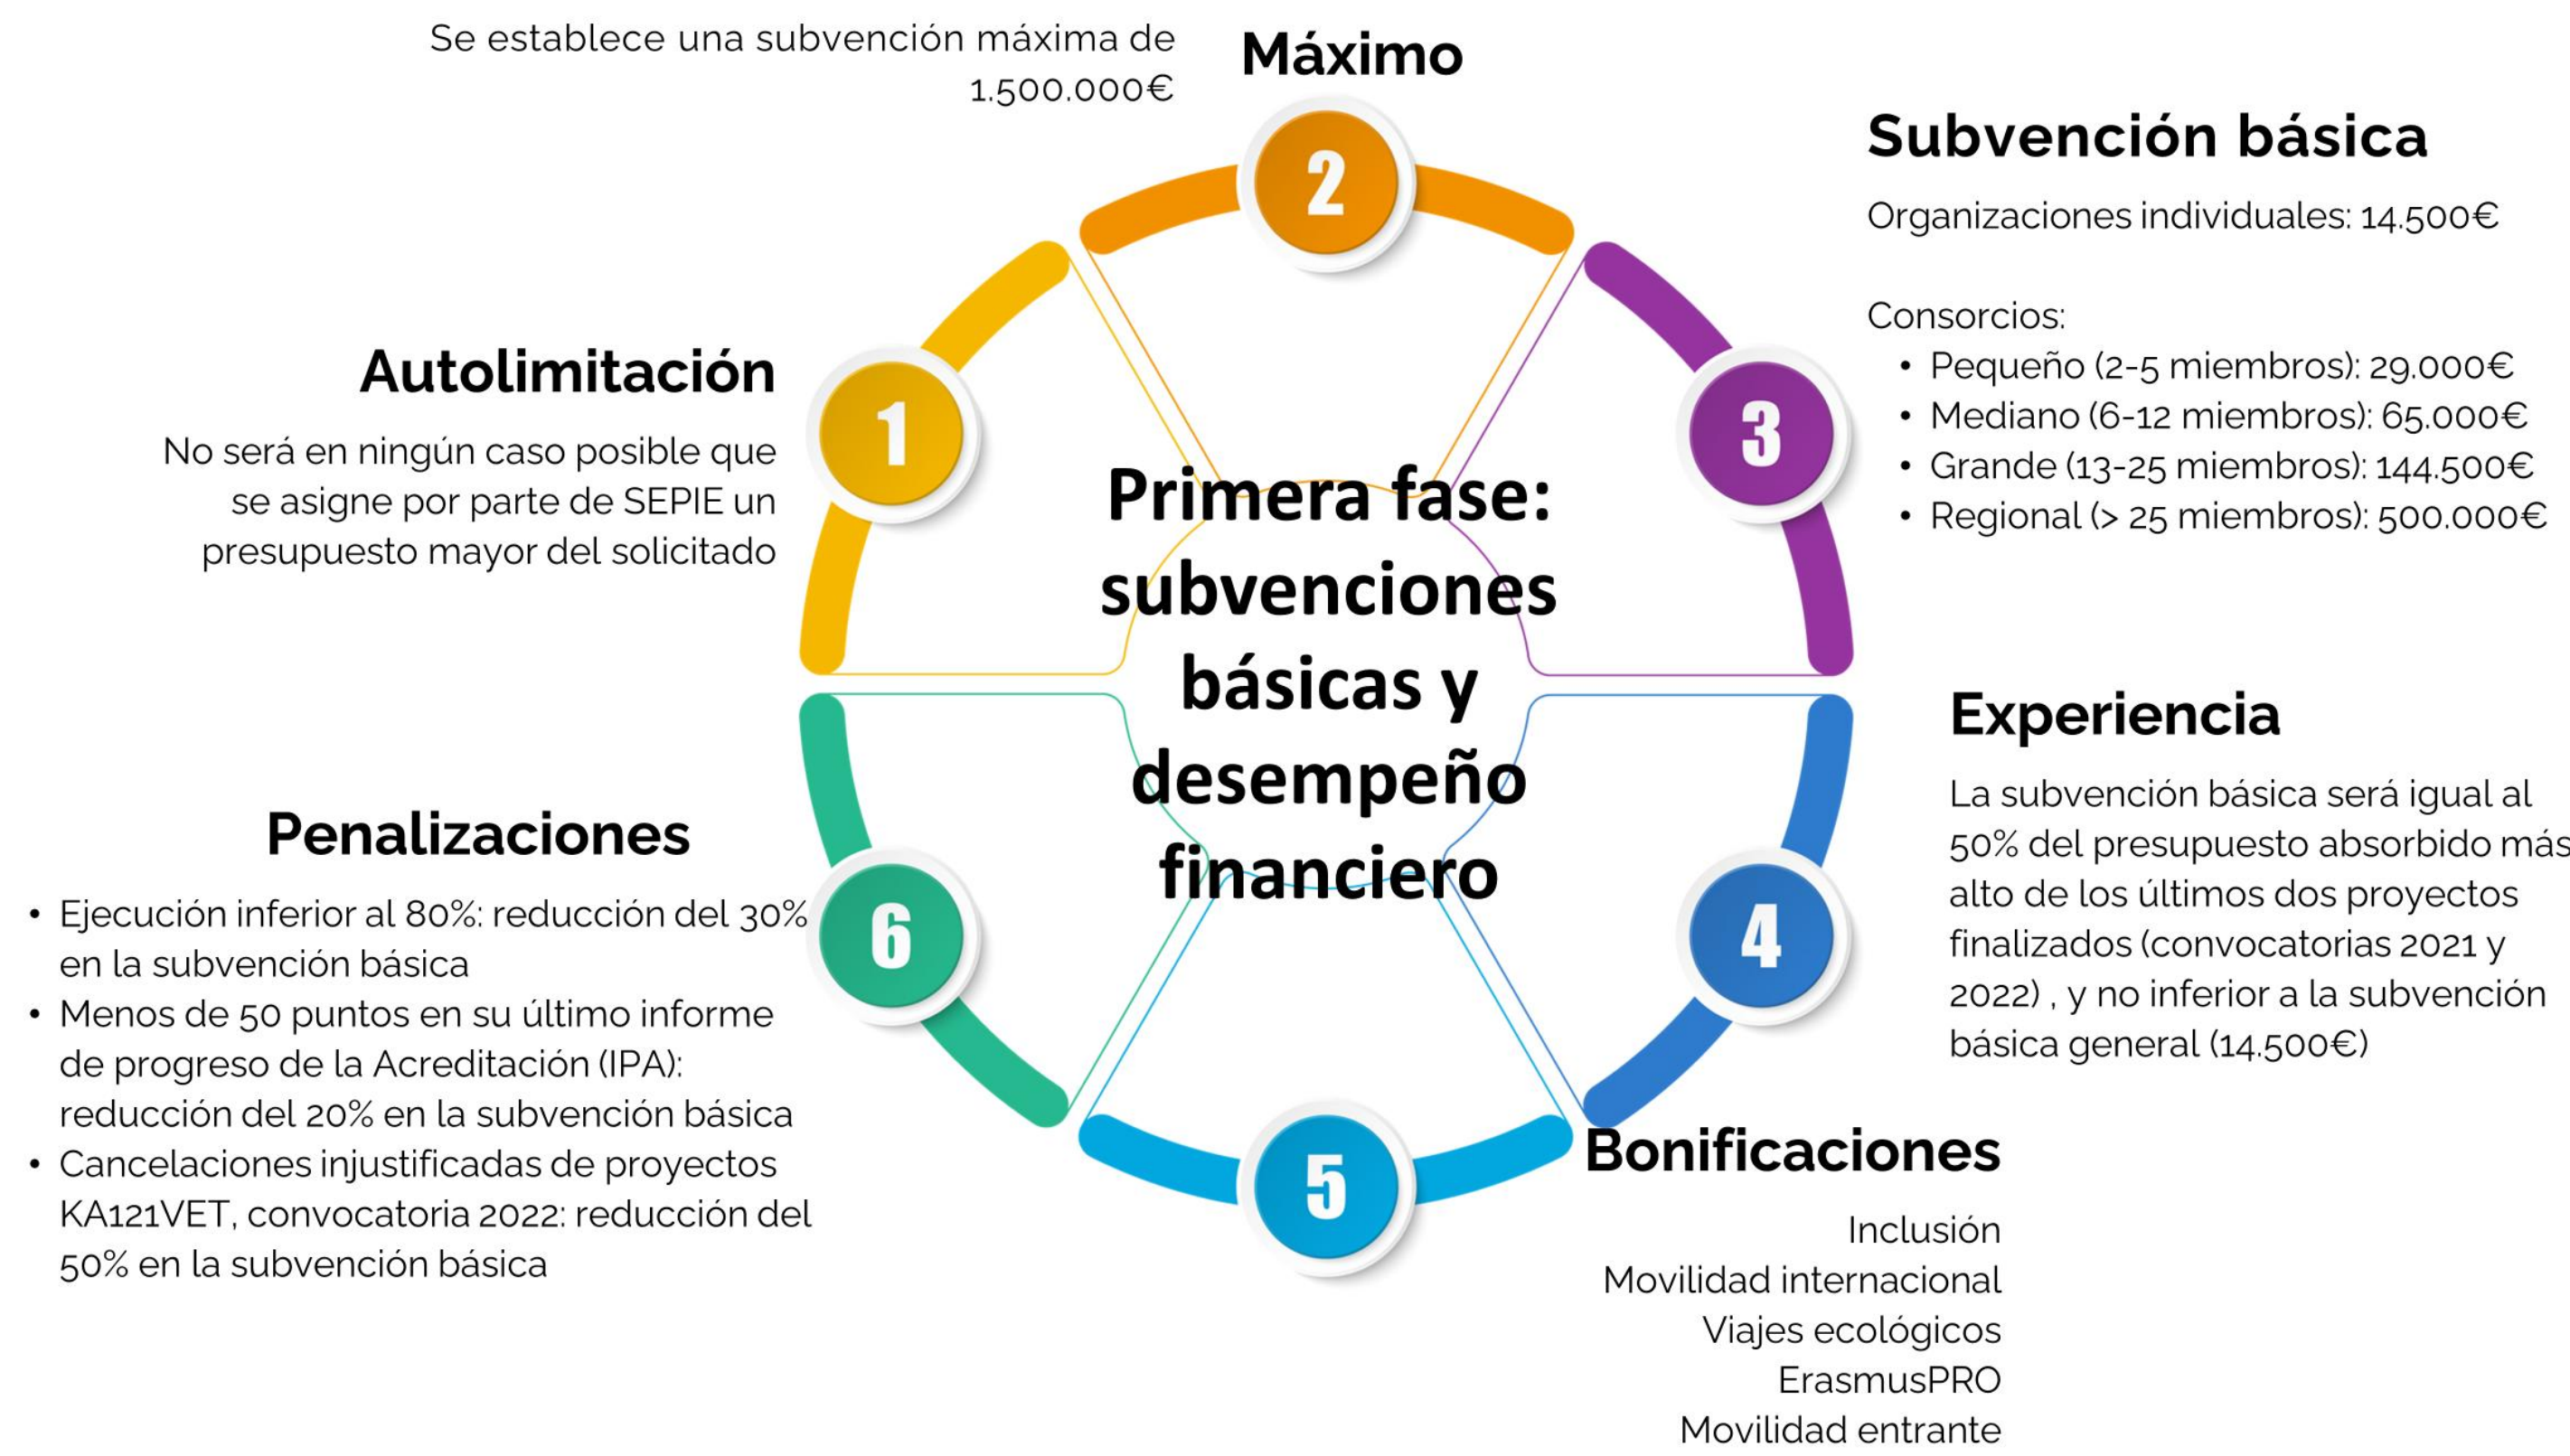 Se establece una subvención máxima de
1.500.000€
Máximo
2
Subvención básica
Organizaciones individuales: 14.500€
Consorcios:
• Pequeño (2-5 miembros): 29.000€
• Mediano (6-12 miembros): 65.000€
• Grande (13-25 miembros): 144.500€
• Regional (> 25 miembros): 500.000€
3
Autolimitación
No será en ningún caso posible que
se asigne por parte de SEPIE un
presupuesto mayor del solicitado
1
Primera fase:
subvenciones
básicas y
desempeño
financiero
Experiencia
La subvención básica será igual al
50% del presupuesto absorbido más
alto de los últimos dos proyectos
finalizados (convocatorias 2021 y
2022) , y no inferior a la subvención
básica general (14.500€)
4
Penalizaciones
• Ejecución inferior al 80%: reducción del 30%
en la subvención básica
• Menos de 50 puntos en su último informe
de progreso de la Acreditación (IPA):
reducción del 20% en la subvención básica
• Cancelaciones injustificadas de proyectos
KA121VET, convocatoria 2022: reducción del
50% en la subvención básica
6
5
Bonificaciones
Inclusión
Movilidad internacional
Viajes ecológicos
ErasmusPRO
Movilidad entrante